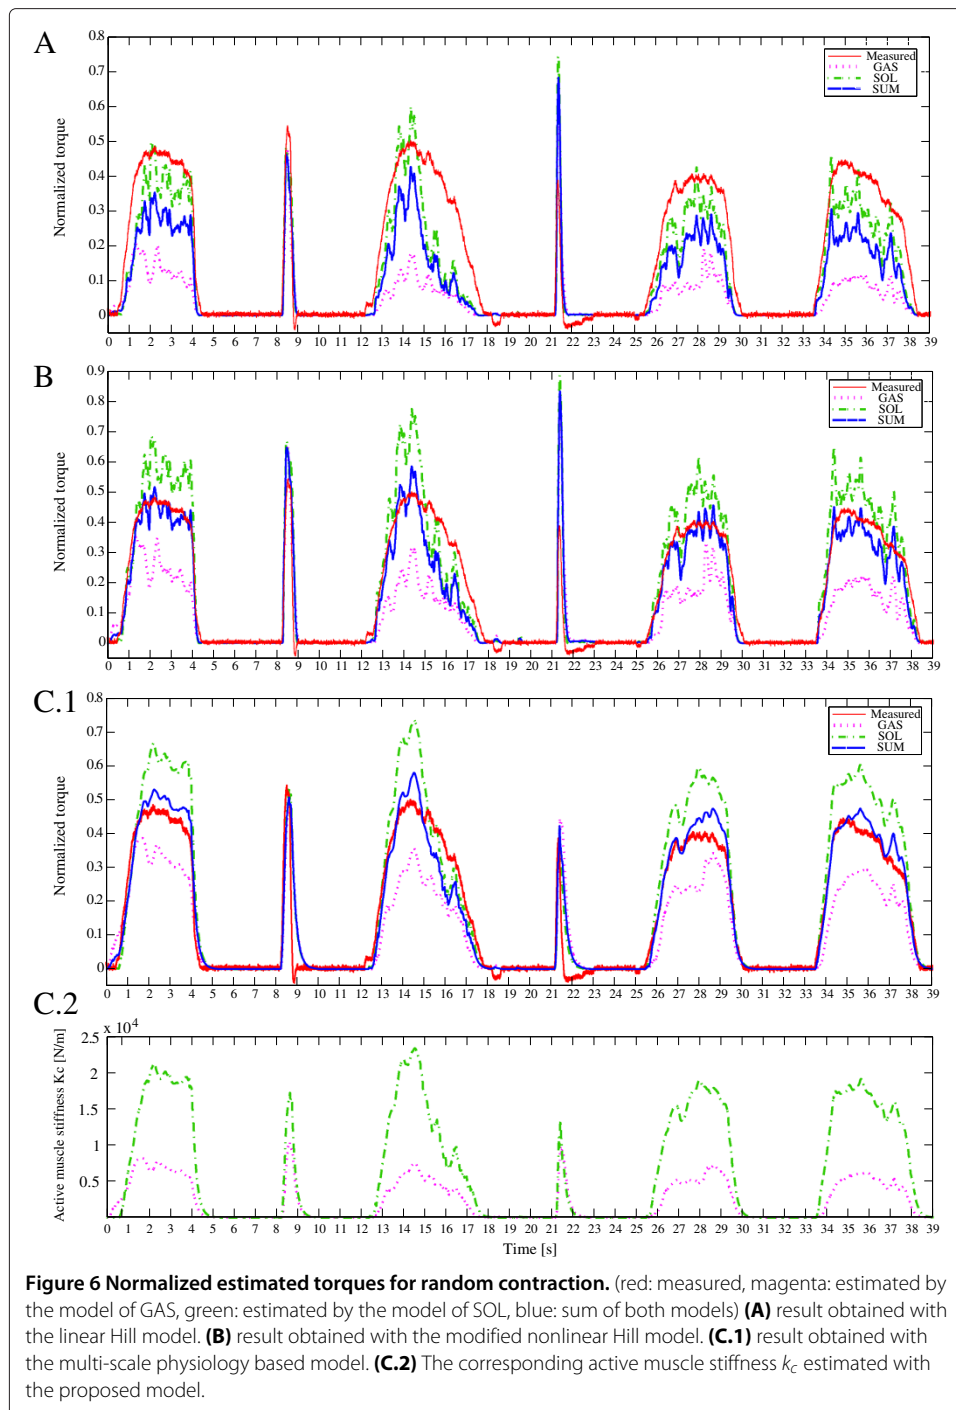 A
0.8
0.7
0.6
0.5
0.4
0.3
0.2
0.1
0
Normalized torque
Measured
GAS
SOL
SUM
0 1 2 3 4 5 6 7 8 9 10 11 12 13 14 15 16 17 18 19 20 21 22 23 24 25 26 27 28 29 30 31 32 33 34 35 36 37 38 39
B
0.9
0.8
0.7
0.6
0.5
0.4
0.3
0.2
0.1
0
Normalized torque
Measured
GAS
SOL
SUM
0 1 2 3 4 5 6 7 8 9 10 11 12 13 14 15 16 17 18 19 20 21 22 23 24 25 26 27 28 29 30 31 32 33 34 35 36 37 38 39
C.1
0.8
0.7
0.6
0.5
0.4
0.3
0.2
0.1
0
Normalized torque
Measured
GAS
SOL
SUM
0 1 2 3 4 5 6 7 8 9 10 11 12 13 14 15 16 17 18 19 20 21 22 23 24 25 26 27 28 29 30 31 32 33 34 35 36 37 38 39
C.2
x 10⁴
2.5
2
1.5
1
0.5
Active muscle stiffness Kc [N/m]
0 1 2 3 4 5 6 7 8 9 10 11 12 13 14 15 16 17 18 19 20 21 22 23 24 25 26 27 28 29 30 31 32 33 34 35 36 37 38 39
Time [s]
Figure 6 Normalized estimated torques for random contraction. (red: measured, magenta: estimated by
the model of GAS, green: estimated by the model of SOL, blue: sum of both models) (A) result obtained with
the linear Hill model. (B) result obtained with the modified nonlinear Hill model. (C.1) result obtained with
the multi-scale physiology based model. (C.2) The corresponding active muscle stiffness kc estimated with
the proposed model.